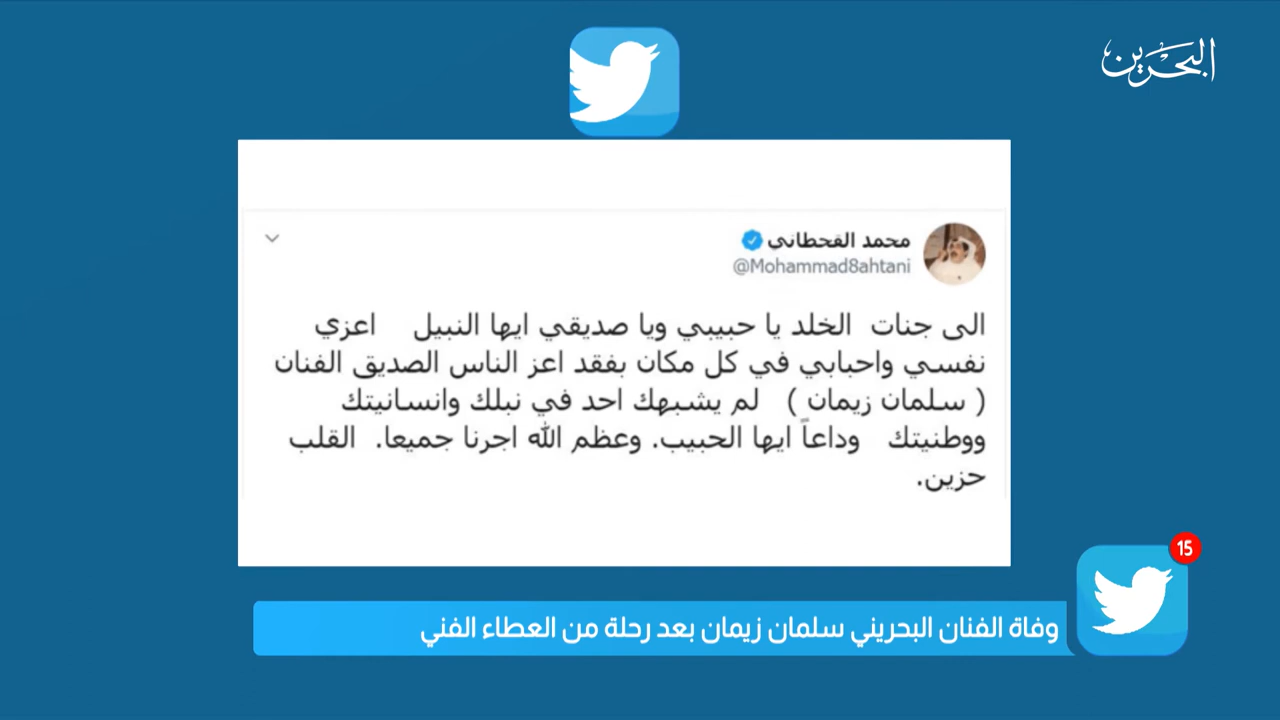 البحرين
محمد القحطاني
@Mohammad8ahtani
الى جنات الخلد يا حبيبي ويا صديقي ايها النبيل اعزي
نفسي واحبابي في كل مكان بفقد اعز الناس الصديق الفنان
( سلمان زيمان ) لم يشبهك احد في نبلك وانسانيتك
ووطنيتك وداعاً ايها الحبيب. وعظم الله اجرنا جميعا. القلب
حزين.
15
وفاة الفنان البحريني سلمان زيمان بعد رحلة من العطاء الفني